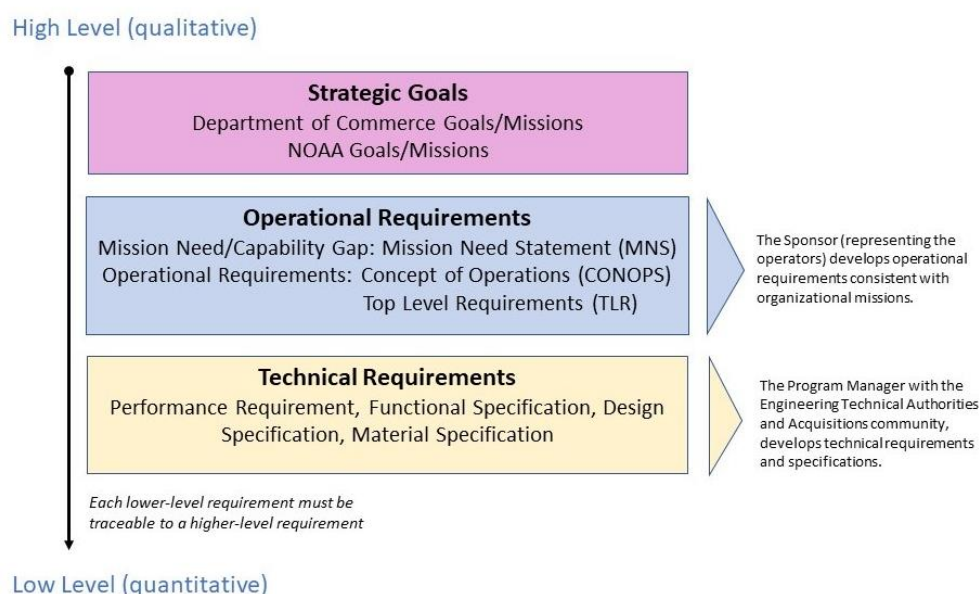 High Level (qualitative)
Strategic Goals
Department of Commerce Goals/Missions
NOAA Goals/Missions
Operational Requirements
Mission Need/Capability Gap: Mission Need Statement (MNS)
Operational Requirements: Concept of Operations (CONOPS)
Top Level Requirements (TLR)
The Sponsor (representing the
operators) develops operational
requirements consistent with
organizational missions.
Technical Requirements
Performance Requirement, Functional Specification, Design
Specification, Material Specification
The Program Manager with the
Engineering Technical Authorities
and Acquisitions community,
develops technical requirements
and specifications.
Each lower-level requirement must be
traceable to a higher-level requirement
Low Level (quantitative)